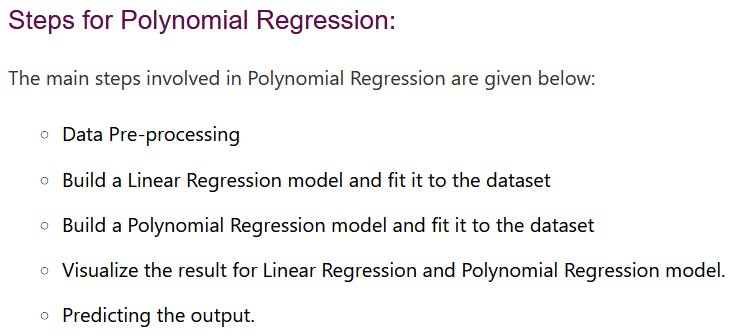 Steps for Polynomial Regression:
The main steps involved in Polynomial Regression are given below:
Data Pre-processing
Build a Linear Regression model and fit it to the dataset
Build a Polynomial Regression model and fit it to the dataset
Visualize the result for Linear Regression and Polynomial Regression model.
Predicting the output.